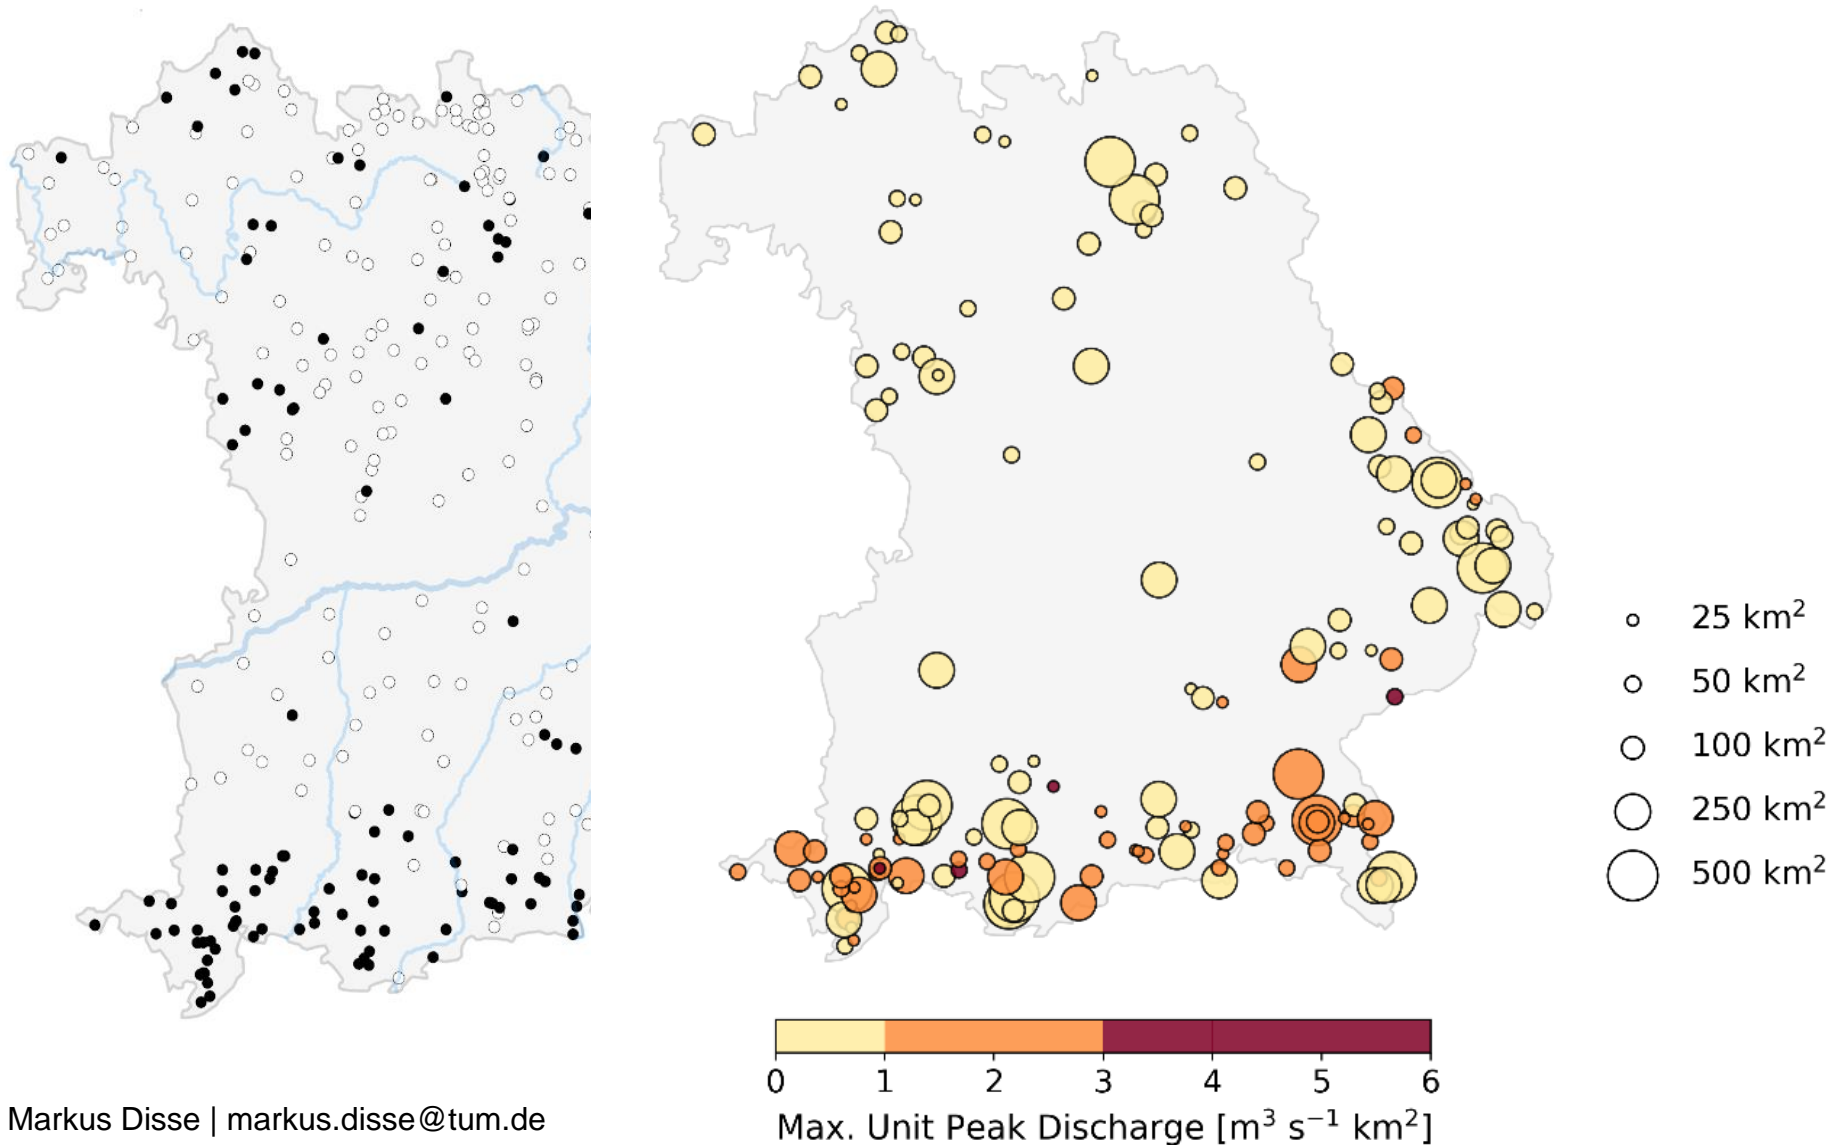 25 km²
50 km²
100 km²
250 km²
500 km²
0 1 2 3 4 5 6
Max. Unit Peak Discharge [m³ s⁻¹ km²]
Markus Disse | markus.disse@tum.de